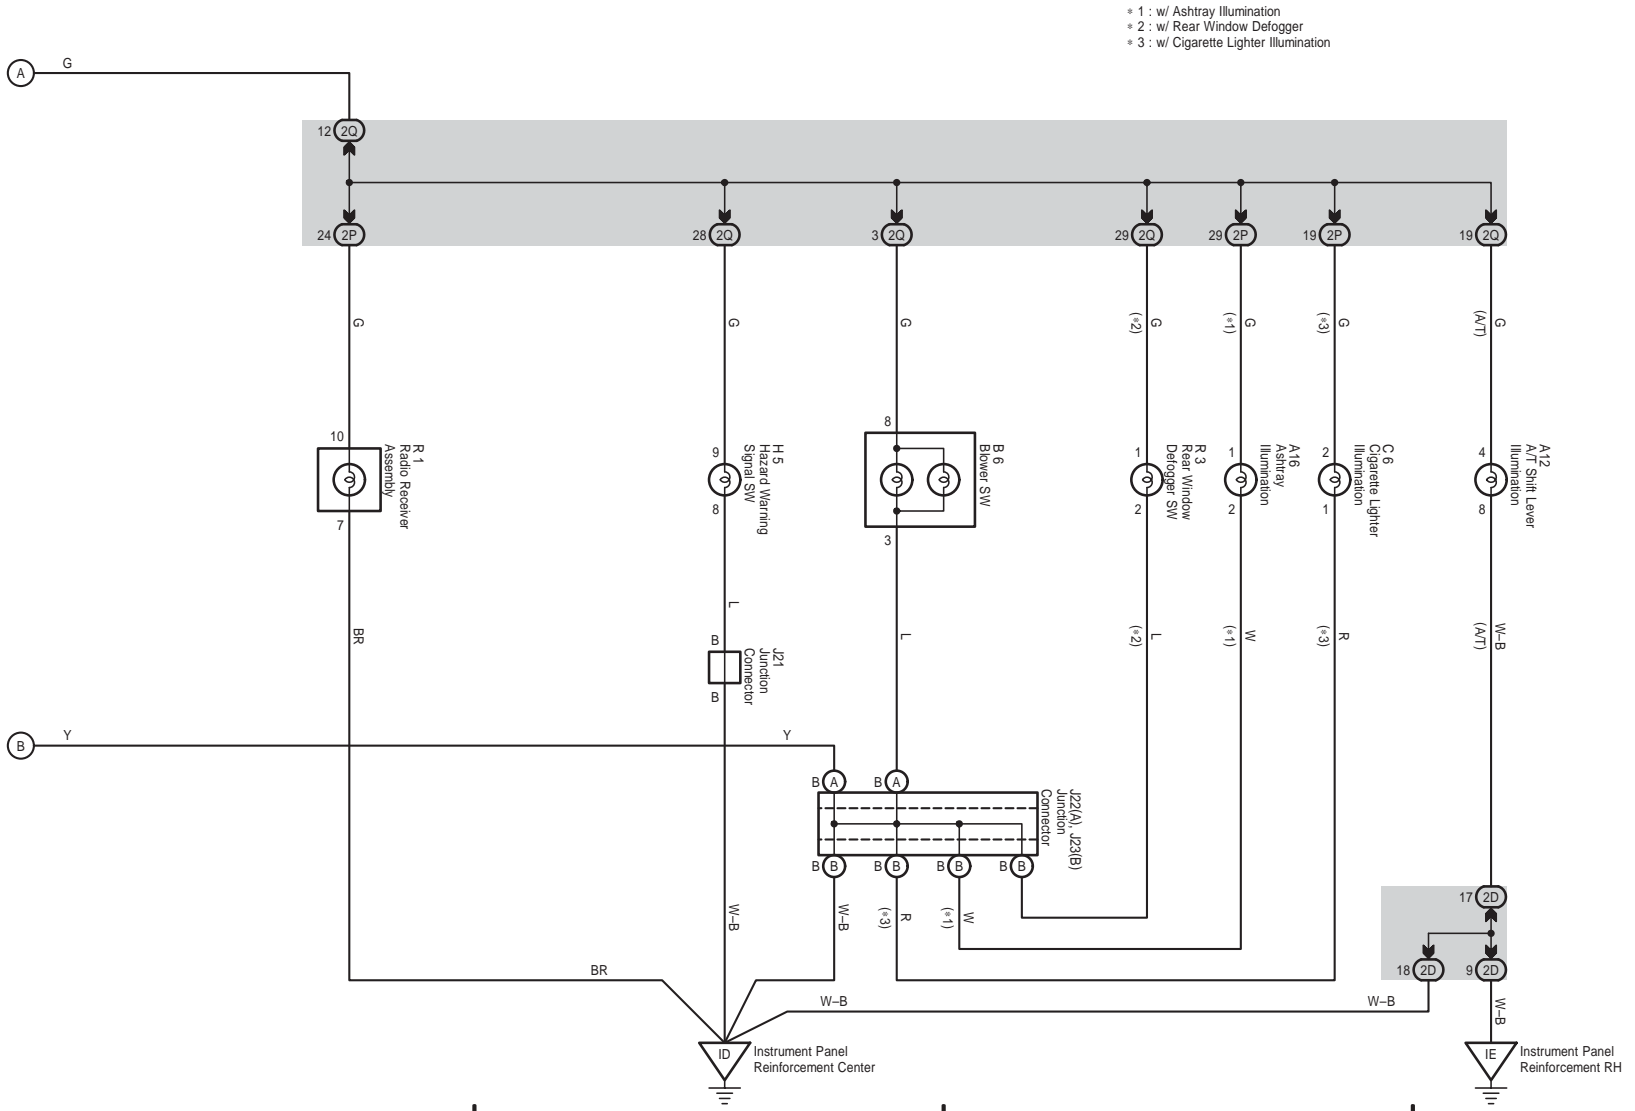 ∗ 1 : w/ Ashtray Illumination
∗ 2 : w/ Rear Window Defogger
∗ 3 : w/ Cigarette Lighter Illumination
A
G
12 2Q
24 2P
28 2Q
3 2Q
29 2Q
29 2P
19 2P
19 2Q
G
G
G
G
(∗2)
G
(∗1)
G
(∗3)
G
(A/T)
10
R 1
Radio Receiver
Assembly
7
9
H 5
Hazard Warning
Signal SW
8
8
B 6
Blower SW
3
1
R 3
Rear Window
Defogger SW
2
1
A16
Ashtray
Illumination
2
2
C 6
Cigarette Lighter
Illumination
1
4
A12
A/T Shift Lever
Illumination
8
BR
L
L
L
(∗2)
W
(∗1)
R
(∗3)
W–B
(A/T)
B
J21
Junction
Connector
B
B
Y
Y
B A
B A
J22(A), J23(B)
Junction
Connector
B B
B B
B B
B B
W–B
W–B
R
(∗3)
W
(∗1)
17 2D
18 2D
9 2D
BR
W–B
W–B
W–B
ID
Instrument Panel
Reinforcement Center
IE
Instrument Panel
Reinforcement RH